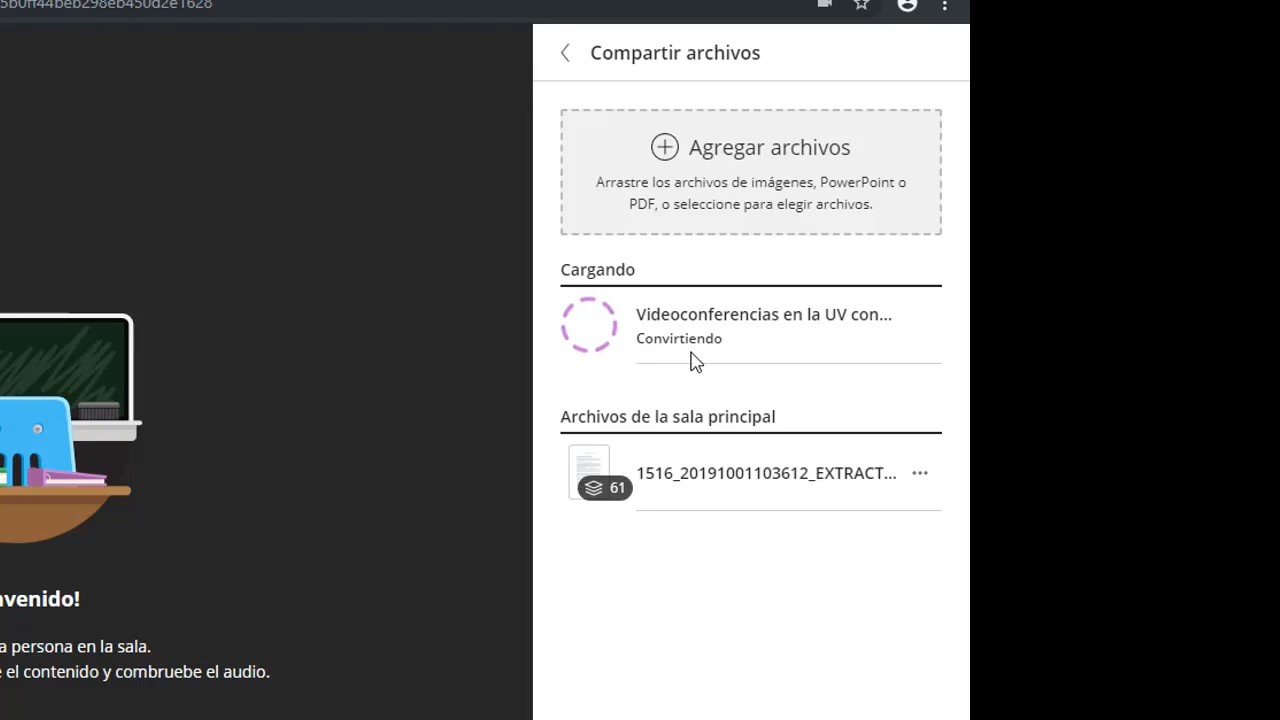 Compartir archivos
Agregar archivos
Arrastre los archivos de imágenes, PowerPoint o
PDF, o seleccione para elegir archivos.
Cargando
Videoconferencias en la UV con...
Convirtiendo
Archivos de la sala principal
61
1516_20191001103612_EXTRACT...
nvenido!
a persona en la sala.
e el contenido y combruebe el audio.